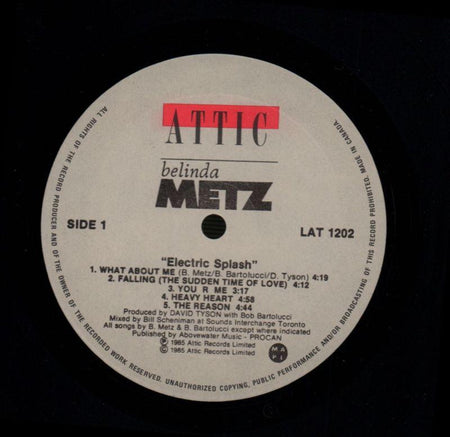 ATTIC
belinda
METZ
SIDE 1
LAT 1202
"Electric Splash"
1. WHAT ABOUT ME (B. Metz/B. Bartolucci/D. Tyson) 4:19
2. FALLING (THE SUDDEN TIME OF LOVE) 4:12
3. YOU R ME 3:17
4. HEAVY HEART 4:58
5. THE REASON 4:44
Produced by DAVID TYSON with Bob Bartolucci
Mixed by Bill Scheniman at Sounds Interchange Toronto
All songs by B. Metz & B. Bartolucci except where indicated
Published by Abovewater Music - PROCAN
Ⓟ 1985 Attic Records Limited
© 1985 Attic Records Limited
ALL RIGHTS OF THE RECORD PRODUCER AND OF THE OWNER OF THE RECORDED WORK RESERVED. UNAUTHORIZED COPYING, PUBLIC PERFORMANCE AND/OR BROADCASTING OF THIS RECORD PROHIBITED. MADE IN CANADA.